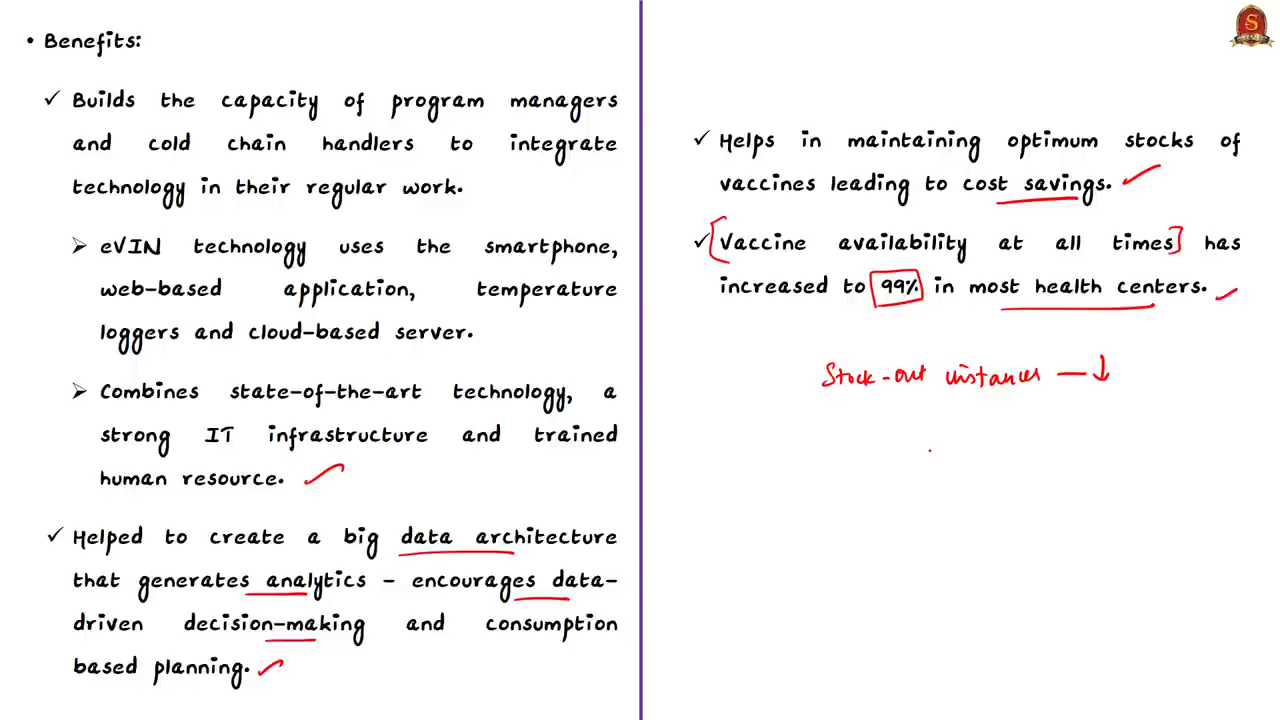 • Benefits:
✓ Builds the capacity of program managers
and cold chain handlers to integrate
technology in their regular work.
➢ eVIN technology uses the smartphone,
web-based application, temperature
loggers and cloud-based server.
➢ Combines state-of-the-art technology, a
strong IT infrastructure and trained
human resource.
✓ Helped to create a big data architecture
that generates analytics – encourages data-
driven decision-making and consumption
based planning.
✓ Helps in maintaining optimum stocks of
vaccines leading to cost savings.
✓ [Vaccine availability at all times] has
increased to 99% in most health centers.
Stock-out instances — ↓
S